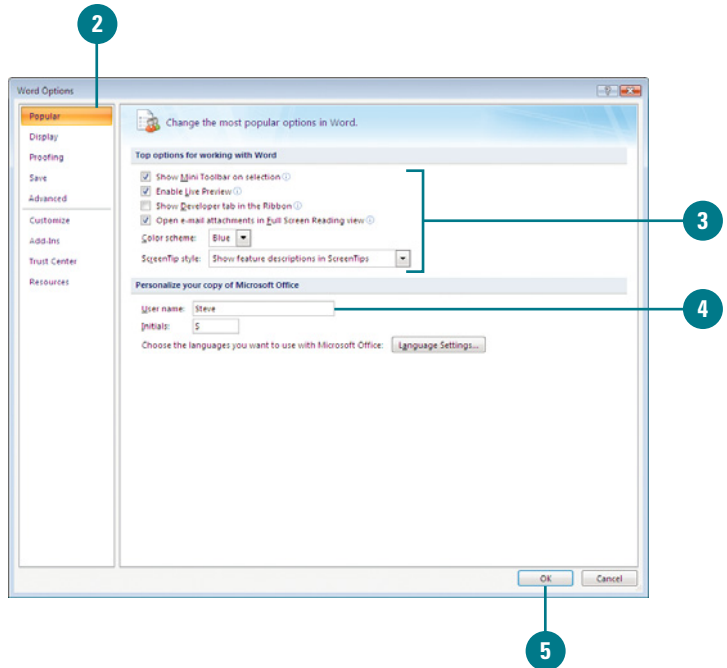 2
Word Options
Popular
Display
Proofing
Save
Advanced
Customize
Add-Ins
Trust Center
Resources
Change the most popular options in Word.
Top options for working with Word
Show Mini Toolbar on selection
Enable Live Preview
Show Developer tab in the Ribbon
Open e-mail attachments in Full Screen Reading view
Color scheme: Blue
ScreenTip style: Show feature descriptions in ScreenTips
3
Personalize your copy of Microsoft Office
User name: Steve
4
Initials: S
Choose the languages you want to use with Microsoft Office: Language Settings...
OK Cancel
5